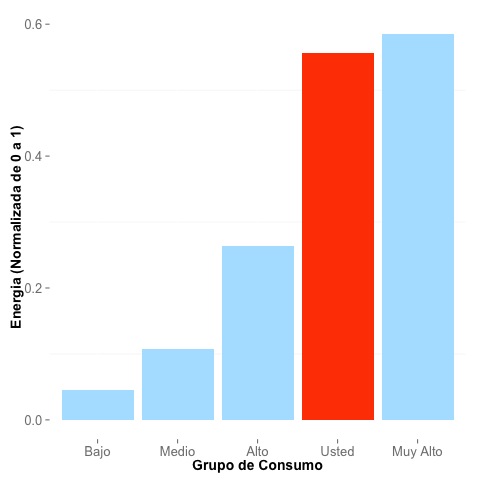 0.6
0.4
0.2
0.0
Energia (Normalizada de 0 a 1)
Bajo Medio Alto Usted Muy Alto
Grupo de Consumo